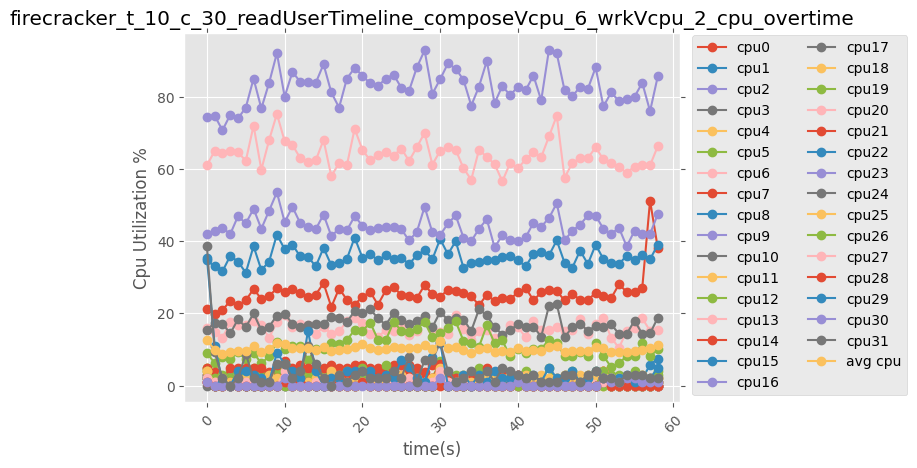 firecracker_t_10_c_30_readUserTimeline_composeVcpu_6_wrkVcpu_2_cpu_overtime
Cpu Utilization %
80
60
40
20
0
0
10
20
30
40
50
60
time(s)
cpu0
cpu1
cpu2
cpu3
cpu4
cpu5
cpu6
cpu7
cpu8
cpu9
cpu10
cpu11
cpu12
cpu13
cpu14
cpu15
cpu16
cpu17
cpu18
cpu19
cpu20
cpu21
cpu22
cpu23
cpu24
cpu25
cpu26
cpu27
cpu28
cpu29
cpu30
cpu31
avg cpu